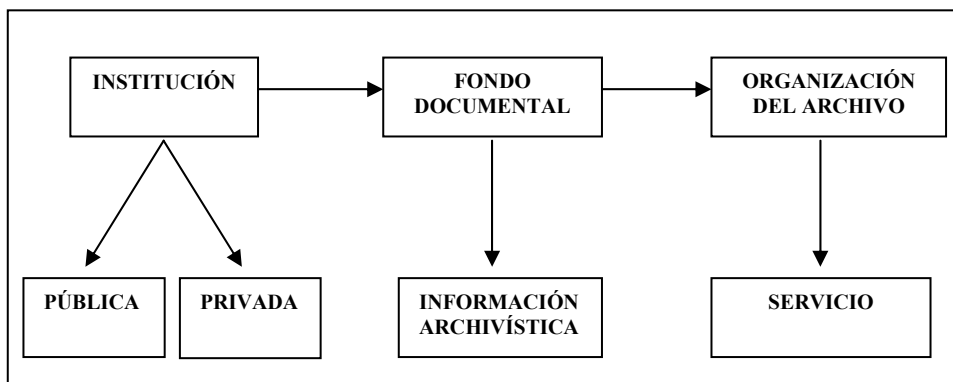 INSTITUCIÓN
FONDO
DOCUMENTAL
ORGANIZACIÓN
DEL ARCHIVO
PÚBLICA
PRIVADA
INFORMACIÓN
ARCHIVÍSTICA
SERVICIO